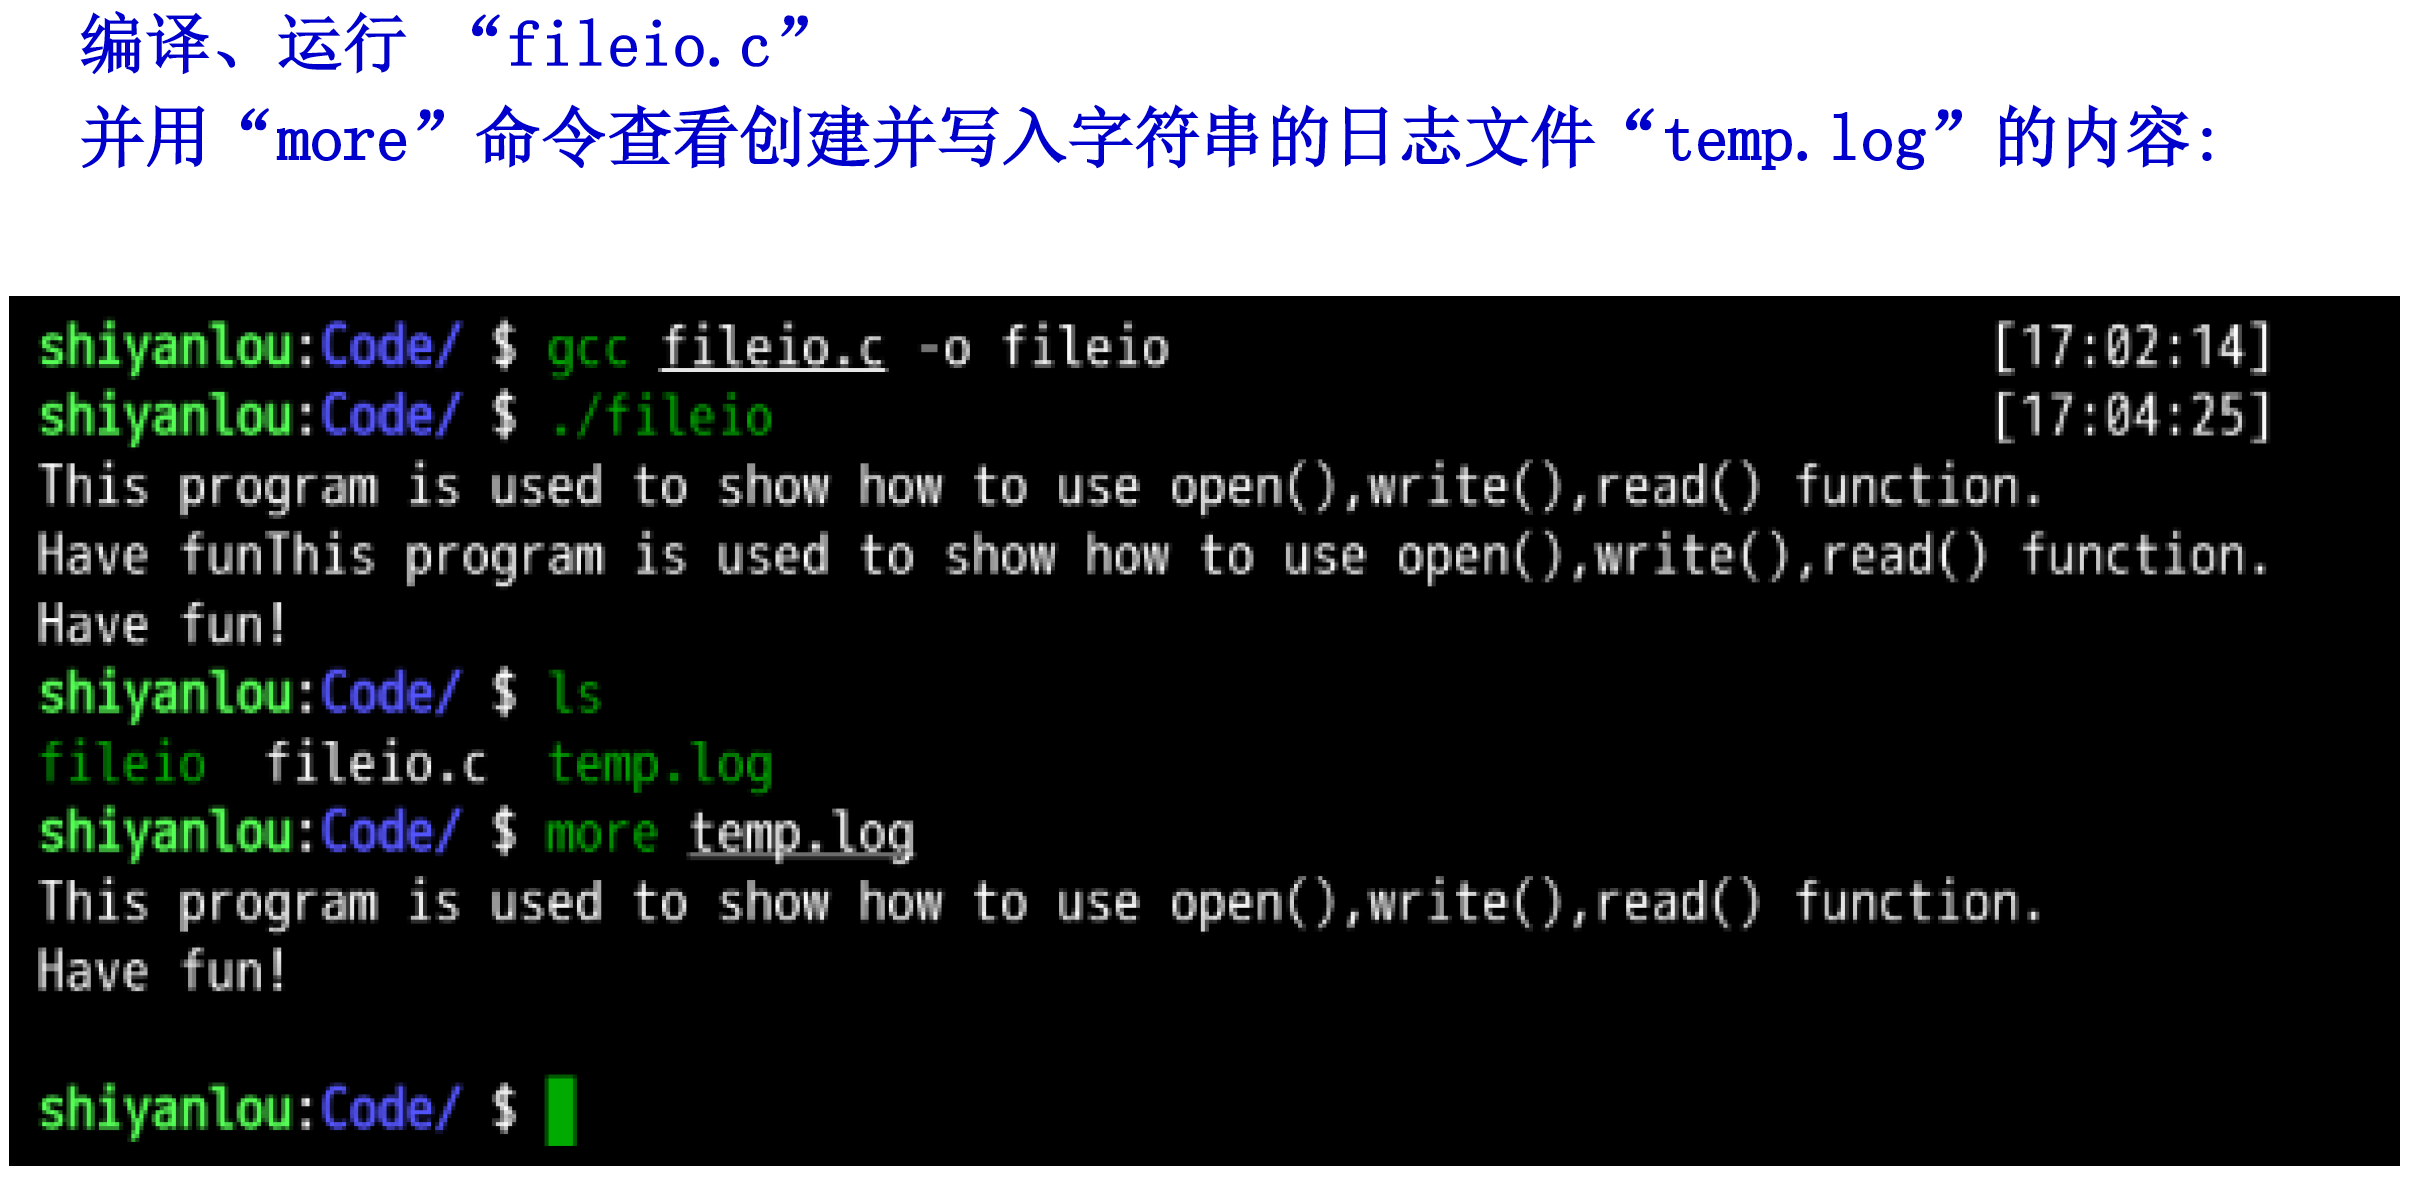 编译、运行 “fileio.c”
并用“more”命令查看创建并写入字符串的日志文件“temp.log”的内容:
shiyanlou:Code/ $ gcc fileio.c -o fileio [17:02:14]
shiyanlou:Code/ $ ./fileio [17:04:25]
This program is used to show how to use open(),write(),read() function.
Have funThis program is used to show how to use open(),write(),read() function.
Have fun!
shiyanlou:Code/ $ ls
fileio fileio.c temp.log
shiyanlou:Code/ $ more temp.log
This program is used to show how to use open(),write(),read() function.
Have fun!
shiyanlou:Code/ $